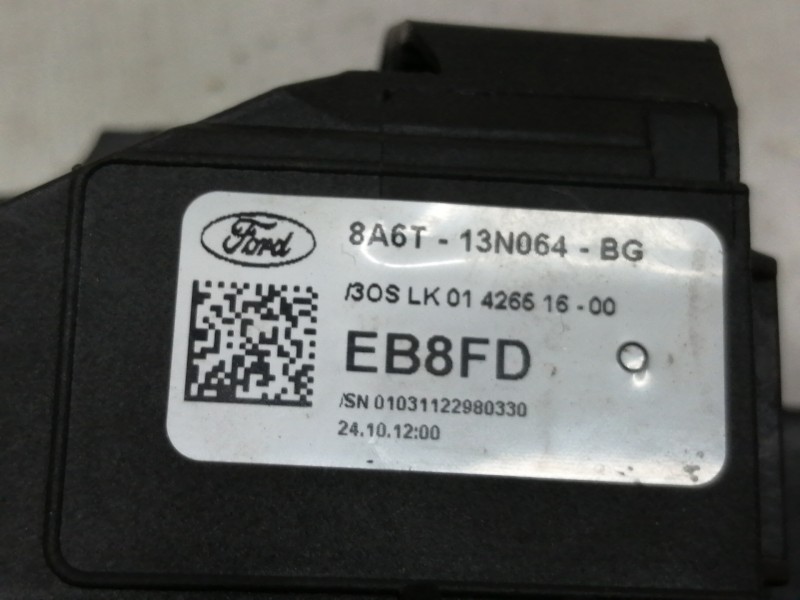 Ford
8A6T - 13N064 - BG
/3OS LK 01 4266 16 - 00
EB8FD
/SN 01031122980330
24.10.12:00